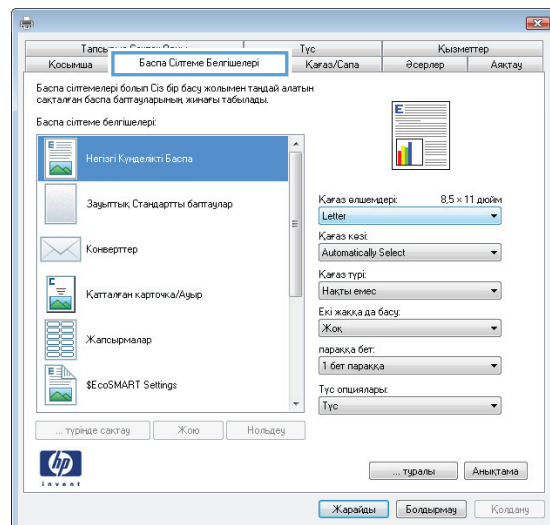 Түс
Қызметтер
Қосымша
Баспа Сілтеме Белгішелері
Қағаз/Сапа
Әсерлер
Аяқтау
Баспа сілтемелері болып Сіз бір басу жолымен таңдай алатын
сақталған баспа баптауларының жинағы табылады.
Баспа сілтеме белгішелері:
Негізгі Күнделікті Баспа
Зауыттық Стандартты баптаулар
Конверттер
Қатталған карточка/Ауыр
Жапсырмалар
$EcoSMART Settings
... түрінде сақтау
Жою
Нольдеу
Қағаз өлшемдері:
8,5 × 11 дюйм
Letter
Қағаз көзі:
Automatically Select
Қағаз түрі:
Нақты емес
Екі жаққа да басу:
Жоқ
параққа бет:
1 бет параққа
Түс опциялары:
Түс
hp
invent
... туралы
Анықтама
Жарайды
Болдырмау
Қолдану